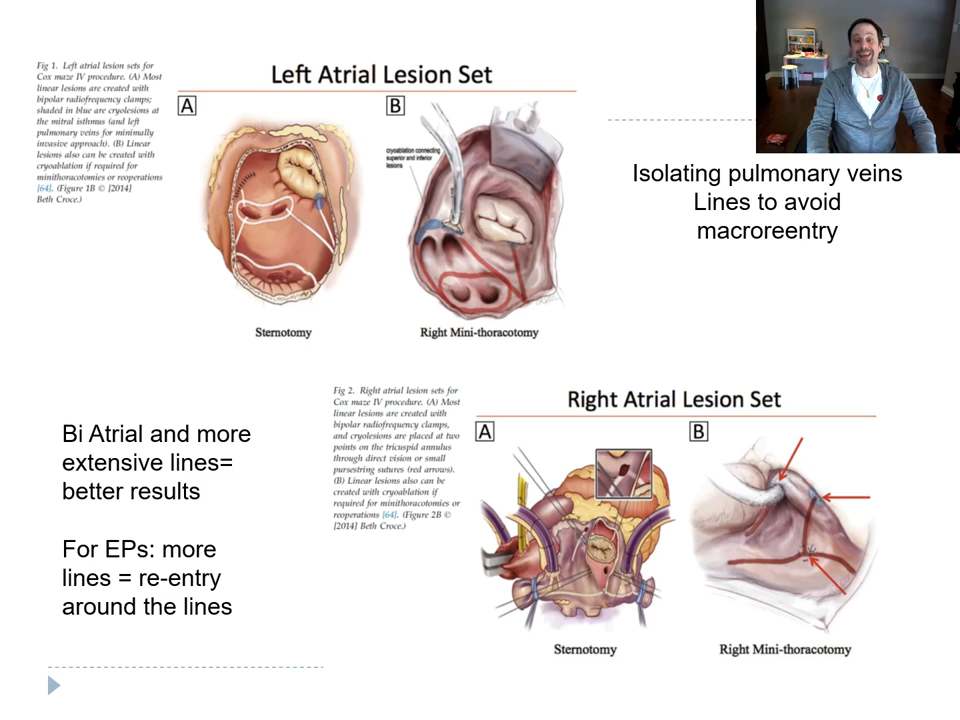 Fig 1. Left atrial lesion sets for
Cox maze IV procedure. (A) Most
linear lesions are created with
bipolar radiofrequency clamps;
shaded in blue are cryolesions at
the mitral isthmus (and left
pulmonary veins for minimally
invasive approach). (B) Linear
lesions also can be created with
cryoablation if required for
minithoracotomies or reoperations
[64]. (Figure 1B © [2014]
Beth Croce.)
Left Atrial Lesion Set
A
B
cryoablation connecting
superior and inferior
lesions
Sternotomy
Right Mini-thoracotomy
Isolating pulmonary veins
Lines to avoid
macroreentry
Bi Atrial and more
extensive lines=
better results
For EPs: more
lines = re-entry
around the lines
Fig 2. Right atrial lesion sets for
Cox maze IV procedure. (A) Most
linear lesions are created with
bipolar radiofrequency clamps,
and cryolesions are placed at two
points on the tricuspid annulus
through direct vision or small
pursestring sutures (red arrows).
(B) Linear lesions also can be
created with cryoablation if
required for minithoracotomies or
reoperations [64]. (Figure 2B ©
[2014] Beth Croce.)
Right Atrial Lesion Set
A
B
Sternotomy
Right Mini-thoracotomy